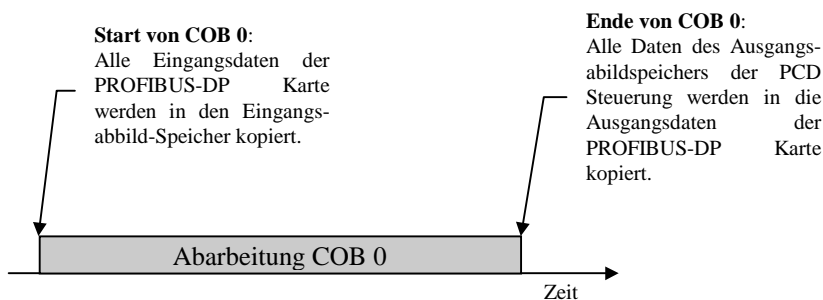 Start von COB 0:
Alle Eingangsdaten der
PROFIBUS-DP Karte
werden in den Eingangs-
abbild-Speicher kopiert.
Ende von COB 0:
Alle Daten des Ausgangs-
abildspeichers der PCD
Steuerung werden in die
Ausgangsdaten der
PROFIBUS-DP Karte
kopiert.
Abarbeitung COB 0
Zeit